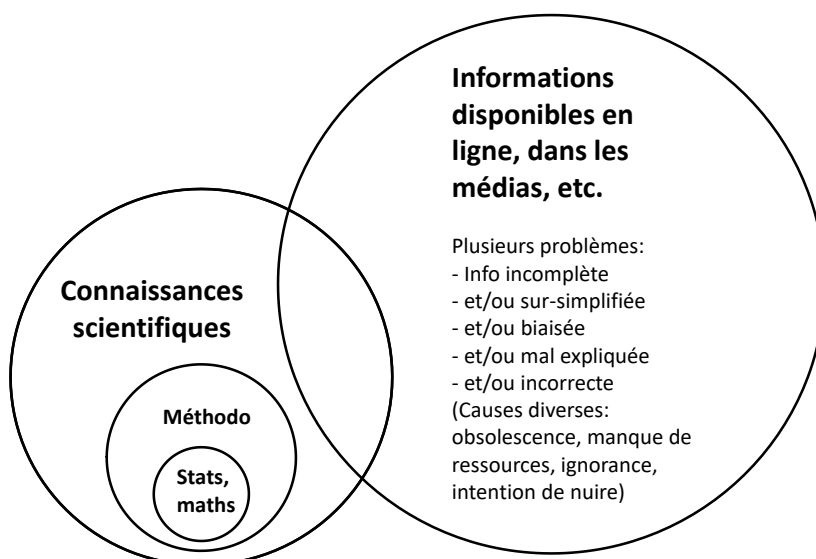 Informations
disponibles en
ligne, dans les
médias, etc.
Plusieurs problèmes:
- Info incomplète
- et/ou sur-simplifiée
- et/ou biaisée
- et/ou mal expliquée
- et/ou incorrecte
(Causes diverses:
obsolescence, manque de
ressources, ignorance,
intention de nuire)
Connaissances
scientifiques
Méthodo
Stats,
maths